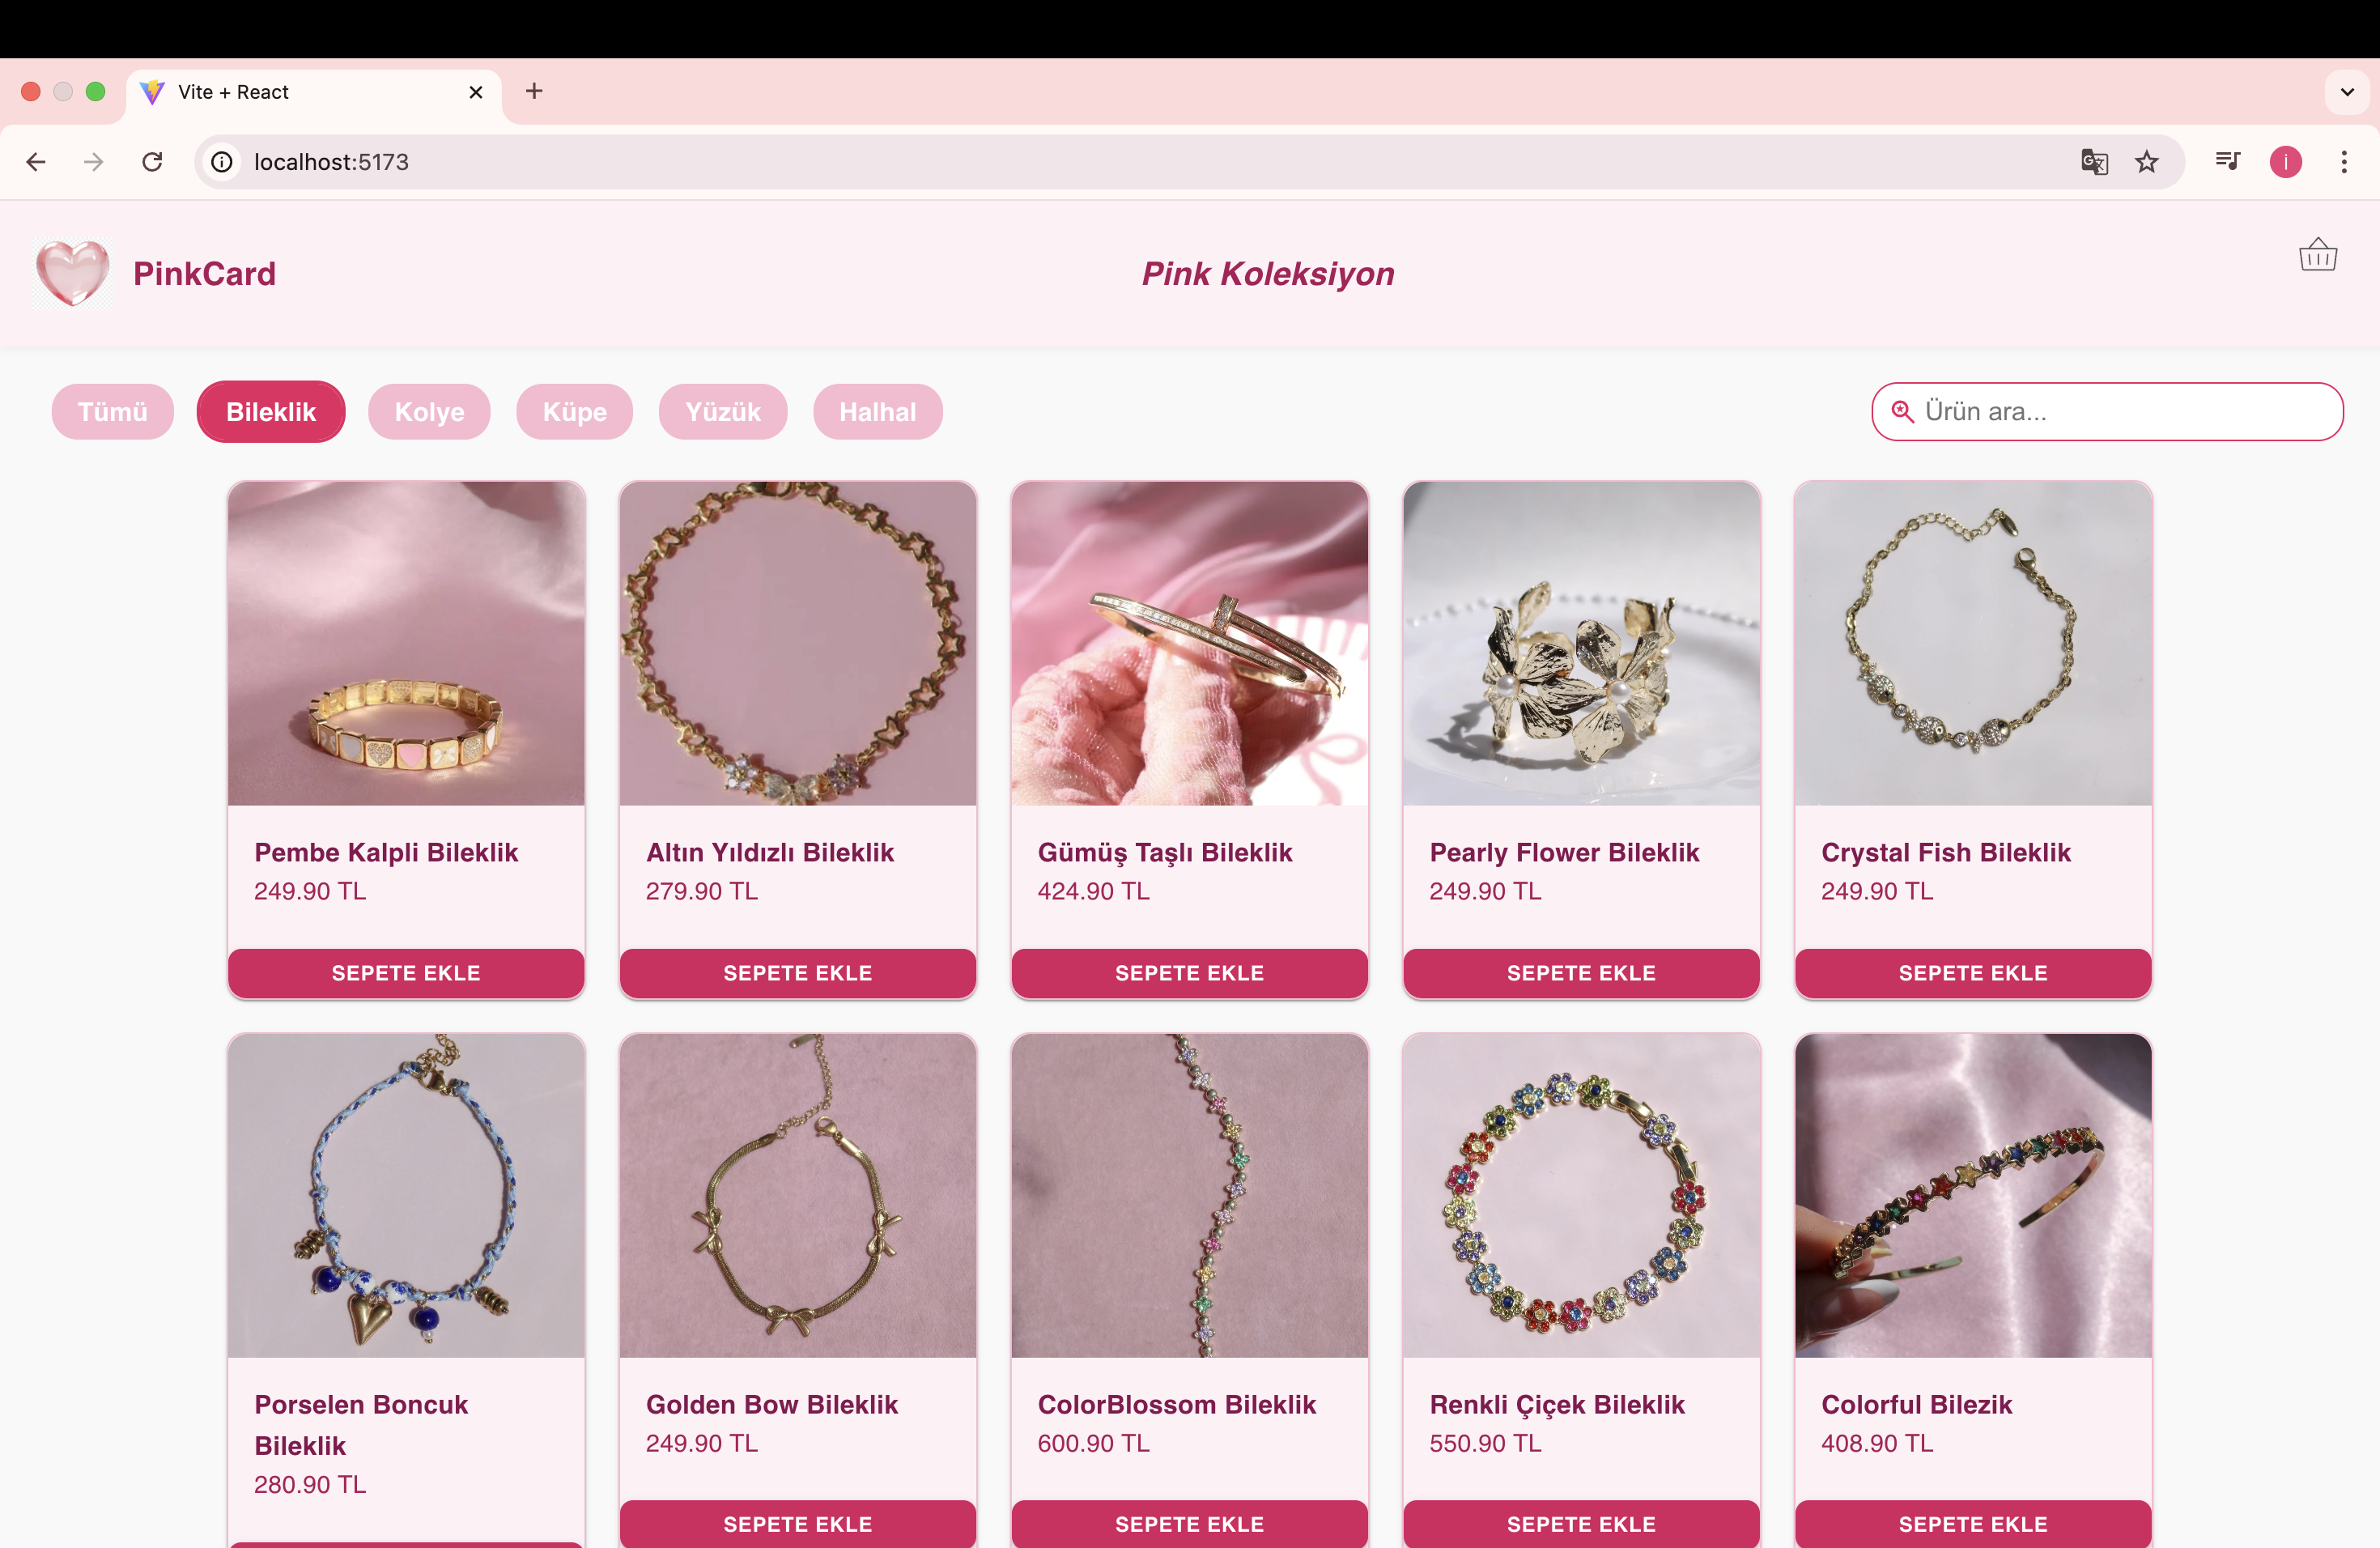 Vite + React
localhost:5173
i
PinkCard
Pink Koleksiyon
Tümü
Bileklik
Kolye
Küpe
Yüzük
Halhal
Ürün ara...
Pembe Kalpli Bileklik
249.90 TL
SEPETE EKLE
Altın Yıldızlı Bileklik
279.90 TL
SEPETE EKLE
Gümüş Taşlı Bileklik
424.90 TL
SEPETE EKLE
Pearly Flower Bileklik
249.90 TL
SEPETE EKLE
Crystal Fish Bileklik
249.90 TL
SEPETE EKLE
Porselen Boncuk
Bileklik
280.90 TL
Golden Bow Bileklik
249.90 TL
SEPETE EKLE
ColorBlossom Bileklik
600.90 TL
SEPETE EKLE
Renkli Çiçek Bileklik
550.90 TL
SEPETE EKLE
Colorful Bilezik
408.90 TL
SEPETE EKLE